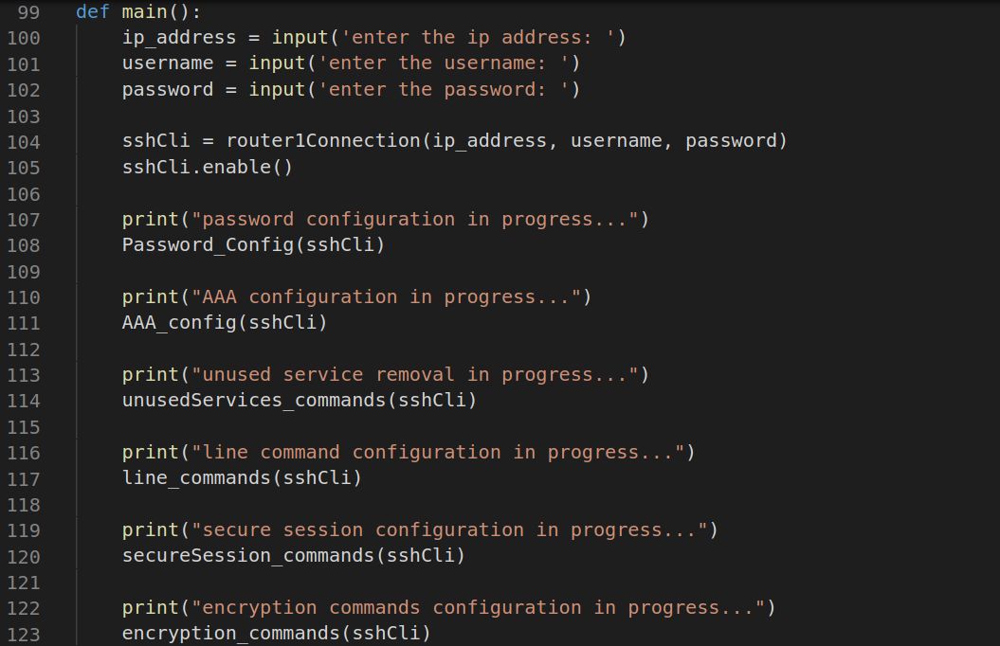 99 def main():
100     ip_address = input('enter the ip address: ')
101     username = input('enter the username: ')
102     password = input('enter the password: ')
103
104     sshCli = router1Connection(ip_address, username, password)
105     sshCli.enable()
106
107     print("password configuration in progress...")
108     Password_Config(sshCli)
109
110     print("AAA configuration in progress...")
111     AAA_config(sshCli)
112
113     print("unused service removal in progress...")
114     unusedServices_commands(sshCli)
115
116     print("line command configuration in progress...")
117     line_commands(sshCli)
118
119     print("secure session configuration in progress...")
120     secureSession_commands(sshCli)
121
122     print("encryption commands configuration in progress...")
123     encryption_commands(sshCli)